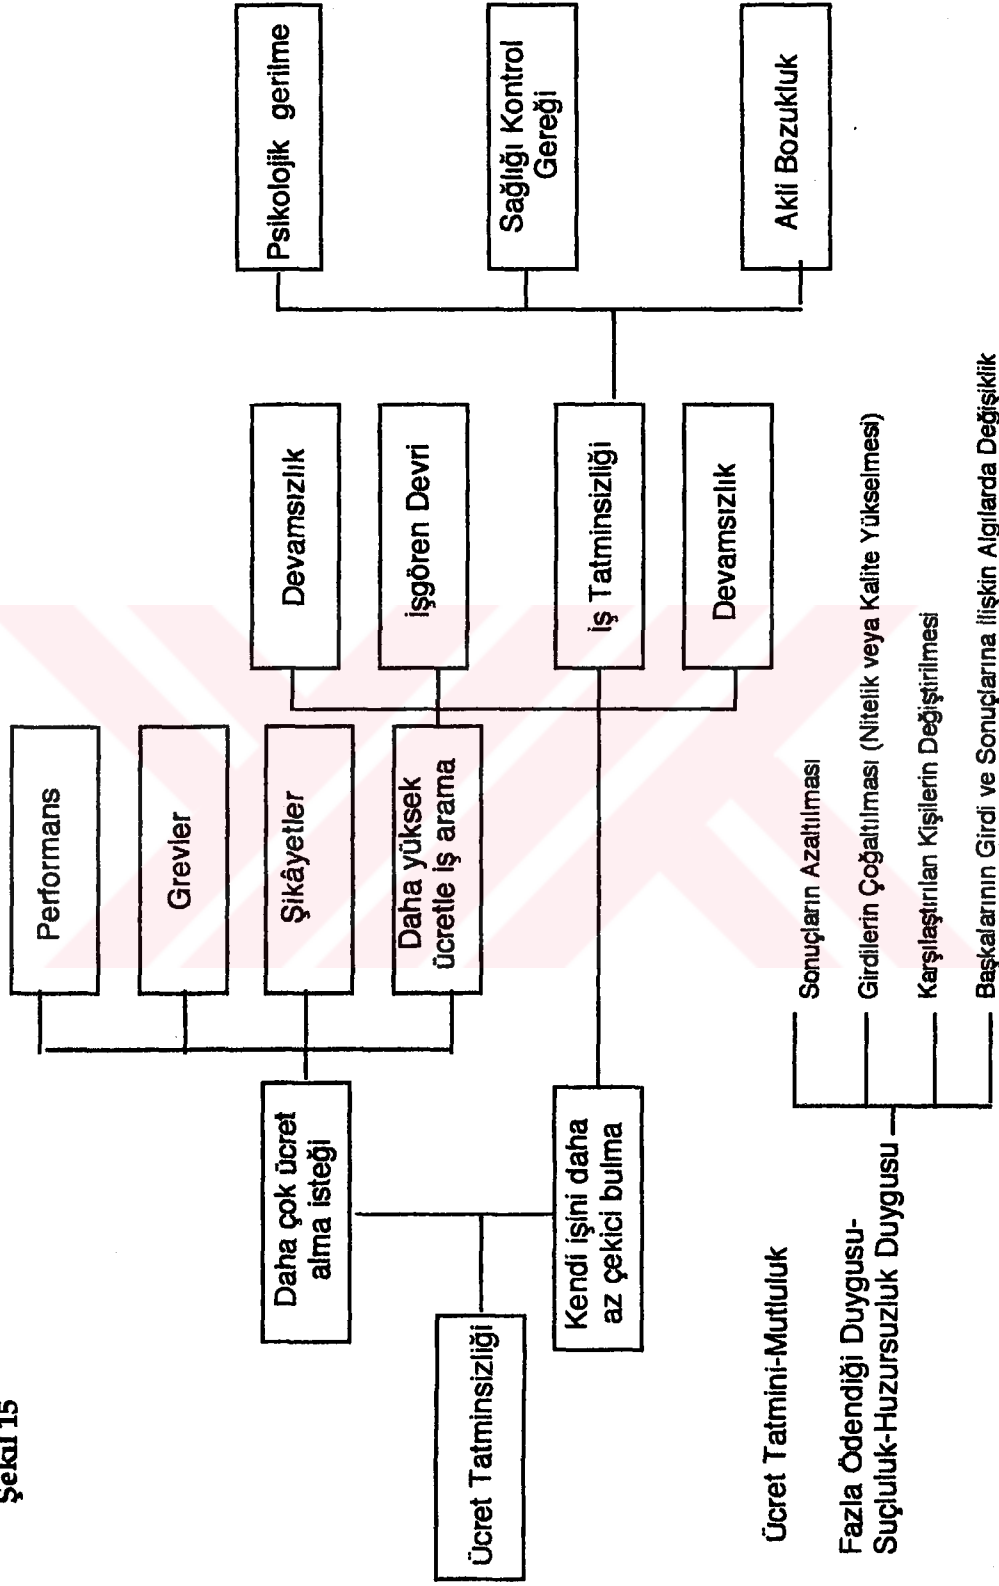 Şekil 15
Performans
Grevler
Şikâyetler
Daha yüksek
ücretle iş arama
Daha çok ücret
alma isteği
Ücret Tatminsizliği
Kendi işini daha
az çekici bulma
Devamsızlık
işgören Devri
iş Tatminsizliği
Devamsızlık
Psikolojik gerilme
Sağlığı Kontrol
Gereği
Akli Bozukluk
Ücret Tatmini-Mutluluk
Fazla Ödendiği Duygusu-
Suçluluk-Huzursuzluk Duygusu
Sonuçların Azaltılması
Girdilerin Çoğaltılması (Nitelik veya Kalite Yükselmesi)
Karşılaştırılan Kişilerin Değiştirilmesi
Başkalarının Girdi ve Sonuçlarına İlişkin Algılarda Değişiklik